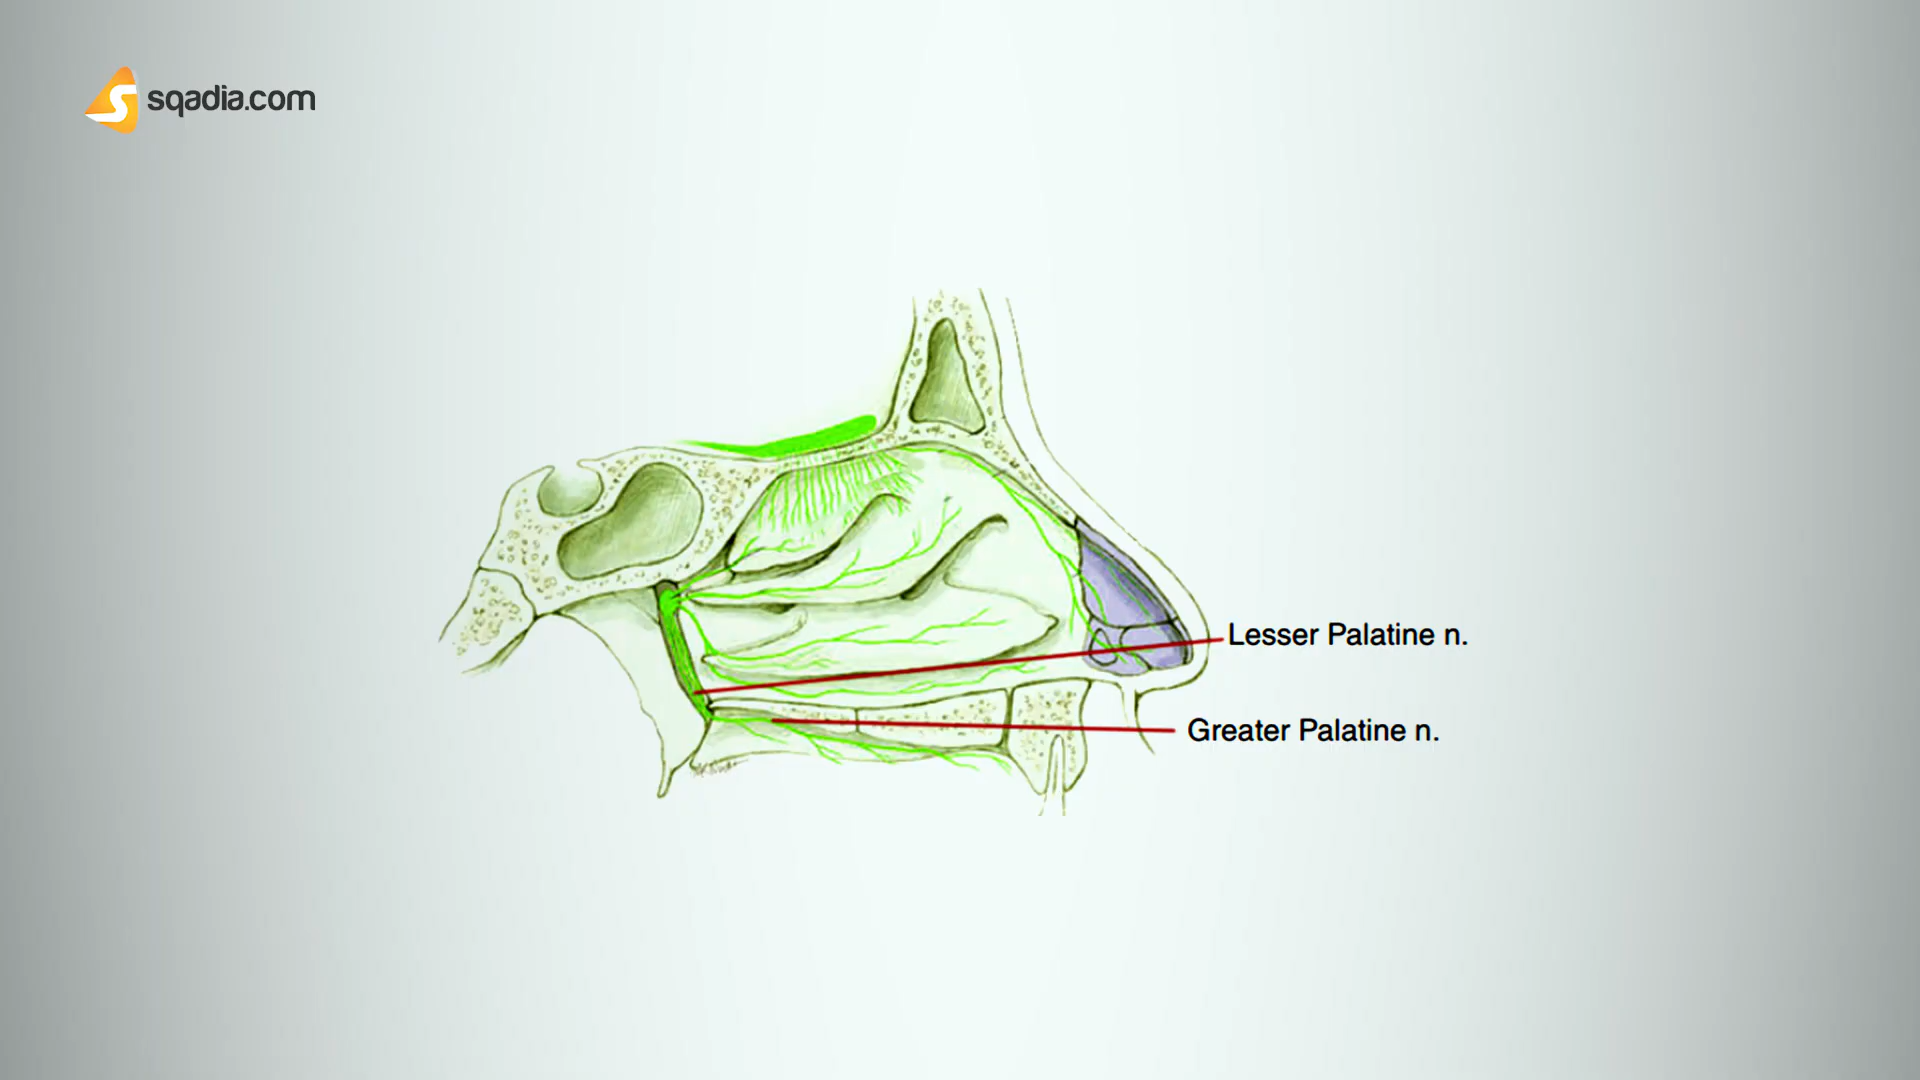 sqadia.com
Lesser Palatine n.
Greater Palatine n.